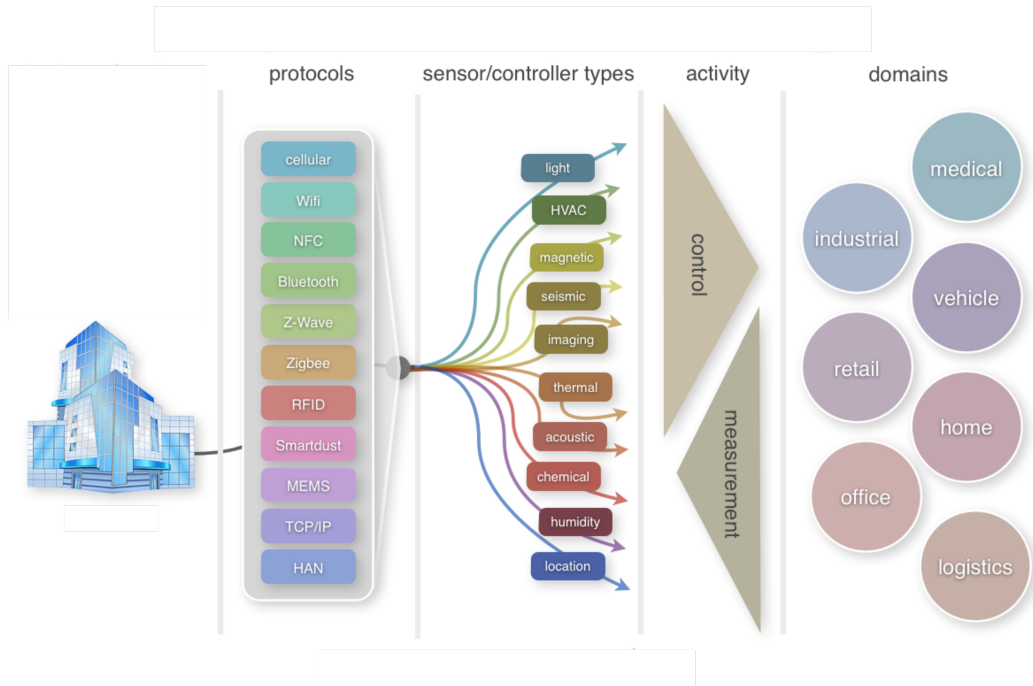 protocols
sensor/controller types
activity
domains
cellular
Wifi
NFC
Bluetooth
Z-Wave
Zigbee
RFID
Smartdust
MEMS
TCP/IP
HAN
light
HVAC
magnetic
seismic
imaging
thermal
acoustic
chemical
humidity
location
control
measurement
medical
industrial
vehicle
retail
home
office
logistics